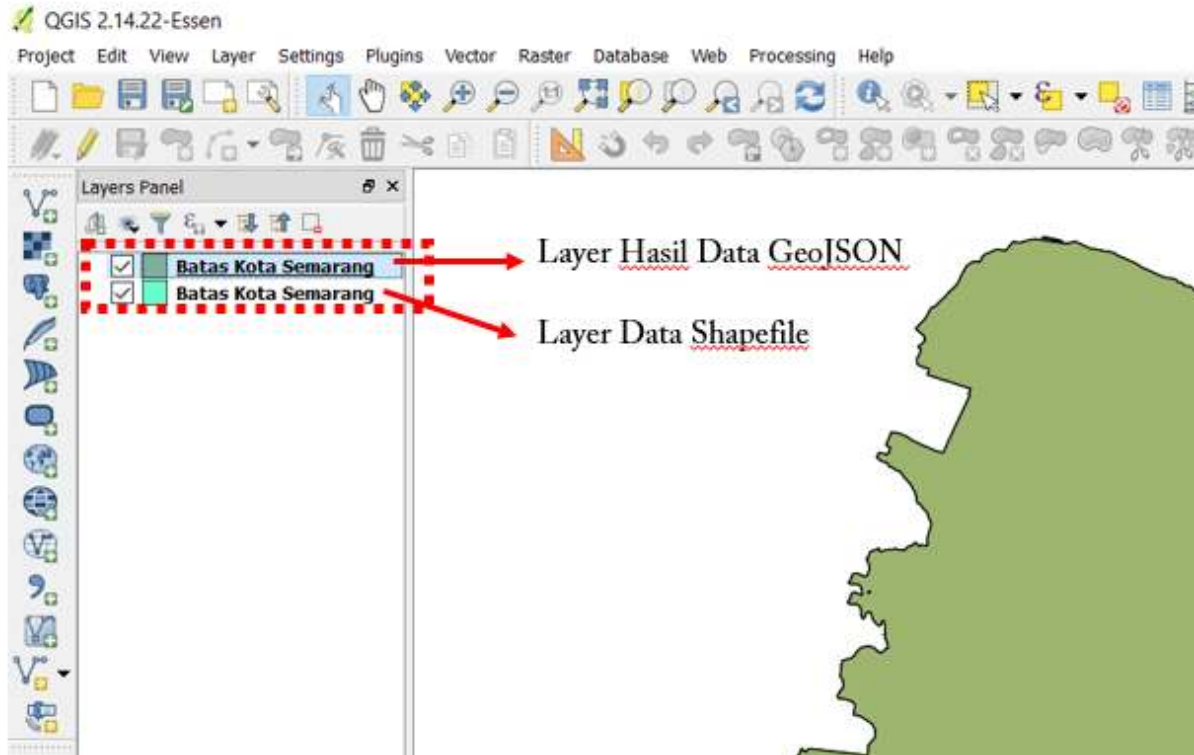 QGIS 2.14.22-Essen
Project Edit View Layer Settings Plugins Vector Raster Database Web Processing Help
Layers Panel
Batas Kota Semarang
Layer Hasil Data GeoJSON
Batas Kota Semarang
Layer Data Shapefile